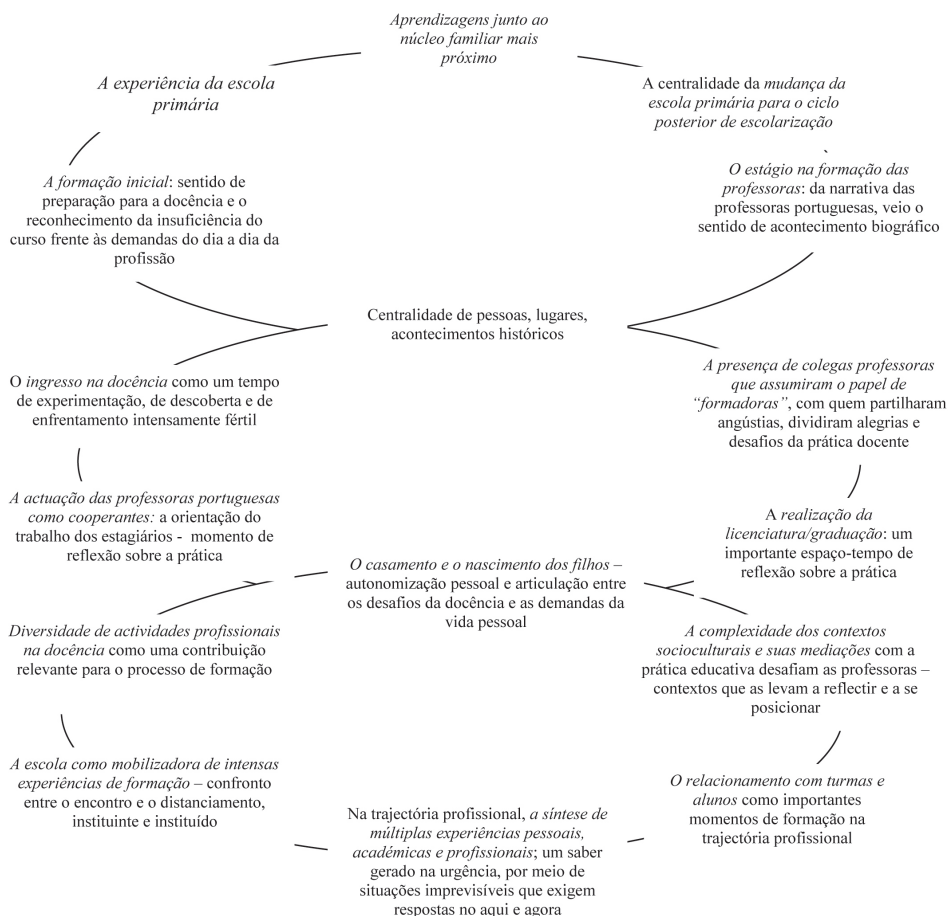 Aprendizagens junto ao
núcleo familiar mais
próximo
A experiência da escola
primária
A centralidade da mudança da
escola primária para o ciclo
posterior de escolarização
A formação inicial: sentido de
preparação para a docência e o
reconhecimento da insuficiência do
curso frente às demandas do dia a dia da
profissão
O estágio na formação das
professoras: da narrativa das
professoras portuguesas, veio o
sentido de acontecimento biográfico
Centralidade de pessoas, lugares,
acontecimentos históricos
O ingresso na docência como um tempo
de experimentação, de descoberta e de
enfrentamento intensamente fértil
A presença de colegas professoras
que assumiram o papel de
“formadoras”, com quem partilharam
angústias, dividiram alegrias e
desafios da prática docente
A actuação das professoras portuguesas
como cooperantes: a orientação do
trabalho dos estagiários - momento de
reflexão sobre a prática
A realização da
licenciatura/graduação: um
importante espaço-tempo de
reflexão sobre a prática
O casamento e o nascimento dos filhos –
autonomização pessoal e articulação entre
os desafios da docência e as demandas da
vida pessoal
Diversidade de actividades profissionais
na docência como uma contribuição
relevante para o processo de formação
A complexidade dos contextos
socioculturais e suas mediações com a
prática educativa desafiam as professoras –
contextos que as levam a reflectir e a se
posicionar
A escola como mobilizadora de intensas
experiências de formação – confronto
entre o encontro e o distanciamento,
instituinte e instituído
O relacionamento com turmas e
alunos como importantes
momentos de formação na
trajectória profissional
Na trajectória profissional, a síntese de
múltiplas experiências pessoais,
académicas e profissionais; um saber
gerado na urgência, por meio de
situações imprevisíveis que exigem
respostas no aqui e agora